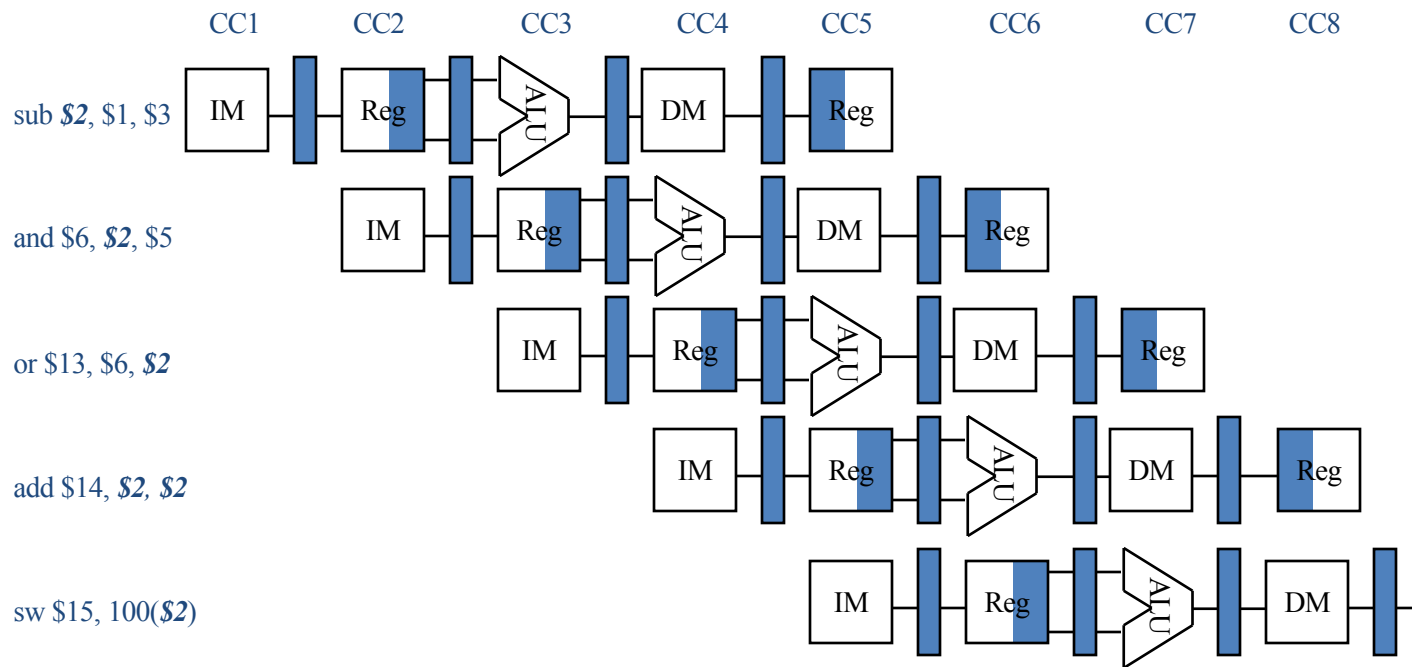 CC1 CC2 CC3 CC4 CC5 CC6 CC7 CC8
sub $2, $1, $3 IM Reg ALU DM Reg
and $6, $2, $5 IM Reg ALU DM Reg
or $13, $6, $2 IM Reg ALU DM Reg
add $14, $2, $2 IM Reg ALU DM Reg
sw $15, 100($2) IM Reg ALU DM